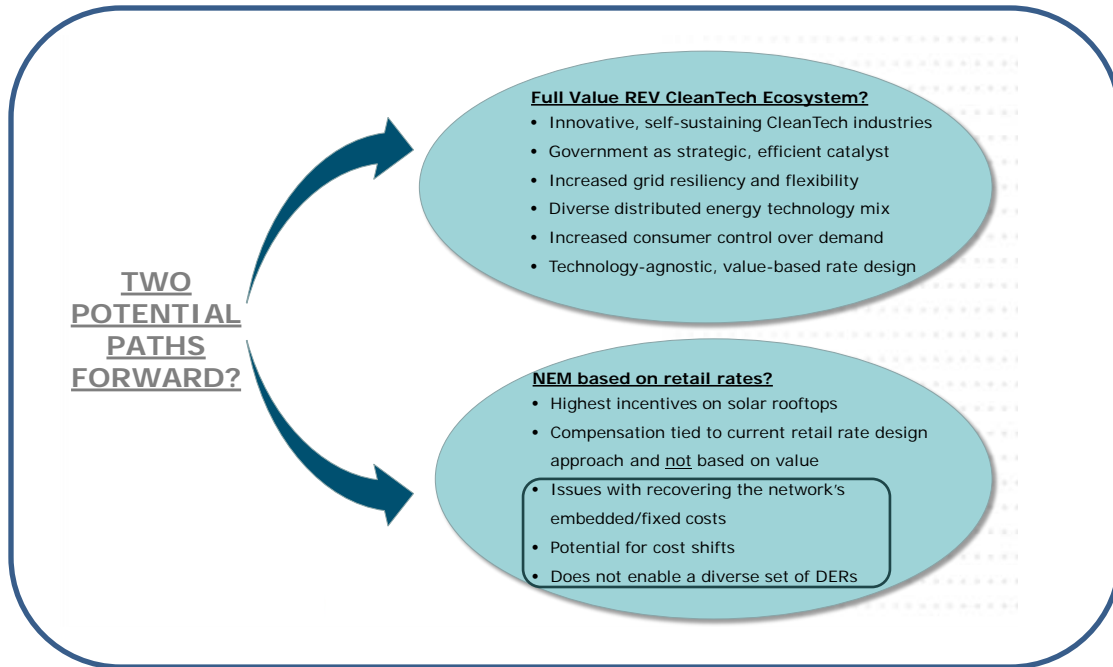 TWO
POTENTIAL
PATHS
FORWARD?
Full Value REV CleanTech Ecosystem?
• Innovative, self-sustaining CleanTech industries
• Government as strategic, efficient catalyst
• Increased grid resiliency and flexibility
• Diverse distributed energy technology mix
• Increased consumer control over demand
• Technology-agnostic, value-based rate design
NEM based on retail rates?
• Highest incentives on solar rooftops
• Compensation tied to current retail rate design
approach and not based on value
• Issues with recovering the network’s
embedded/fixed costs
• Potential for cost shifts
• Does not enable a diverse set of DERs